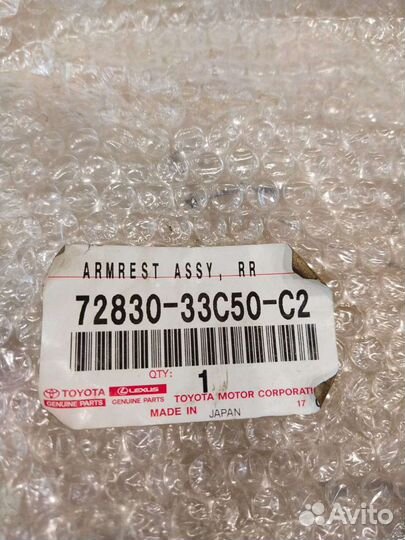 ARMREST ASSY, RR
72830-33C50-C2
QTY:
1
TOYOTA LEXUS
GENUINE PARTS GENUINE PARTS TOYOTA MOTOR CORPORATI
MADE IN JAPAN 17
Avito